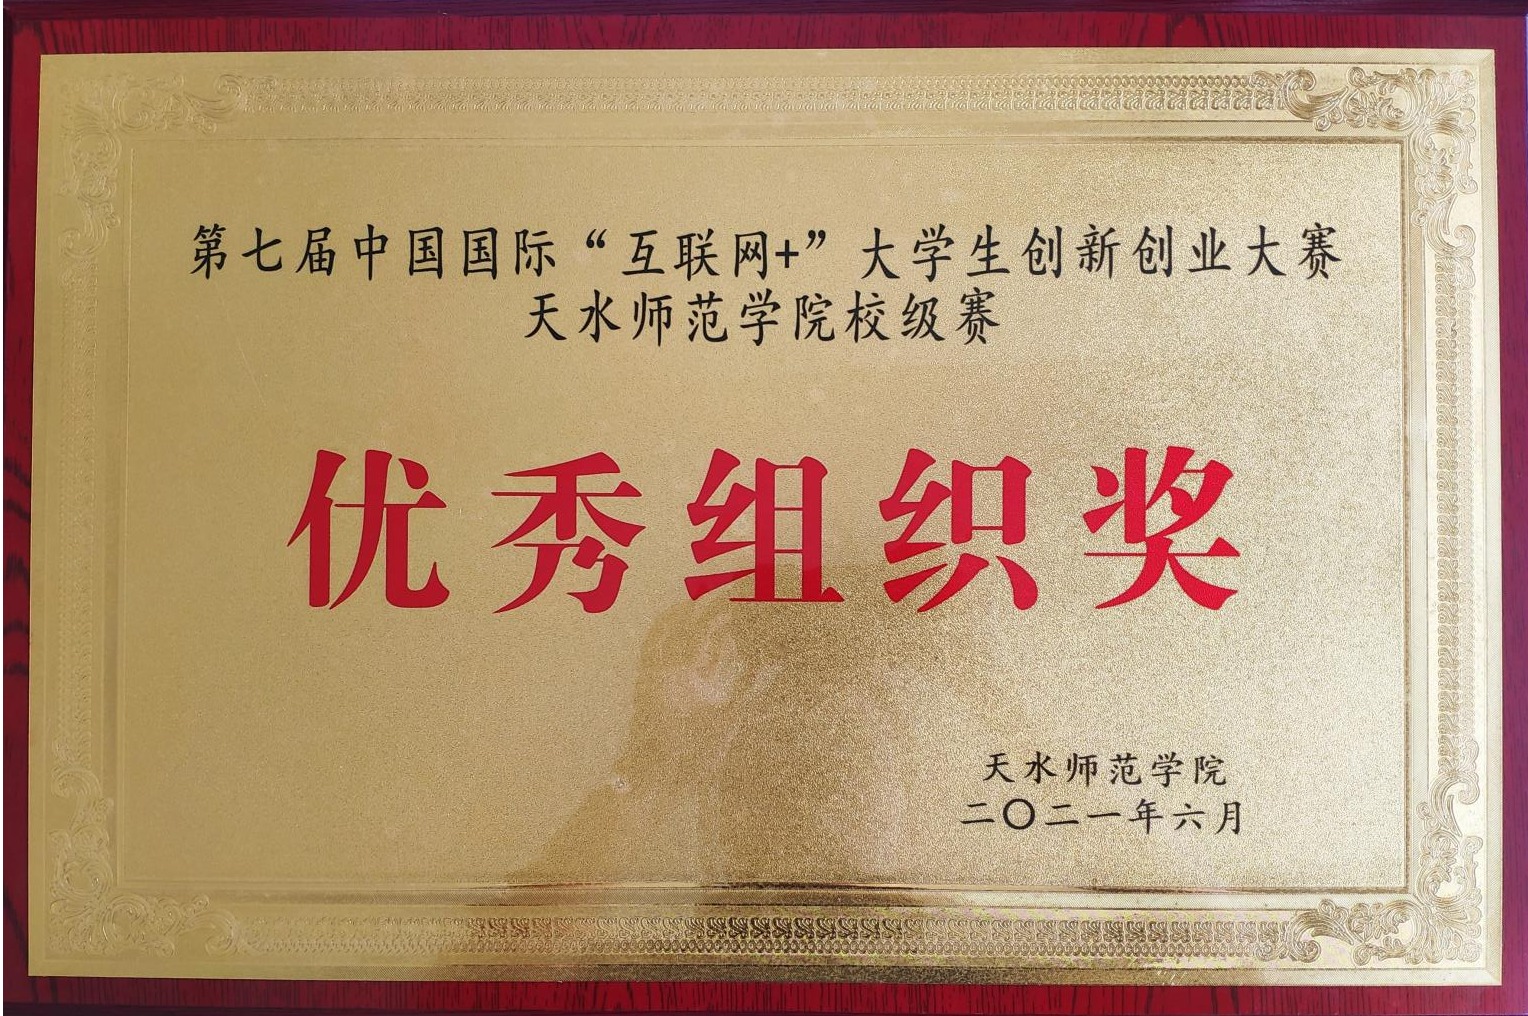 第七届中国国际“互联网+”大学生创新创业大赛
天水师范学院校级赛
优秀组织奖
天水师范学院
二〇二一年六月